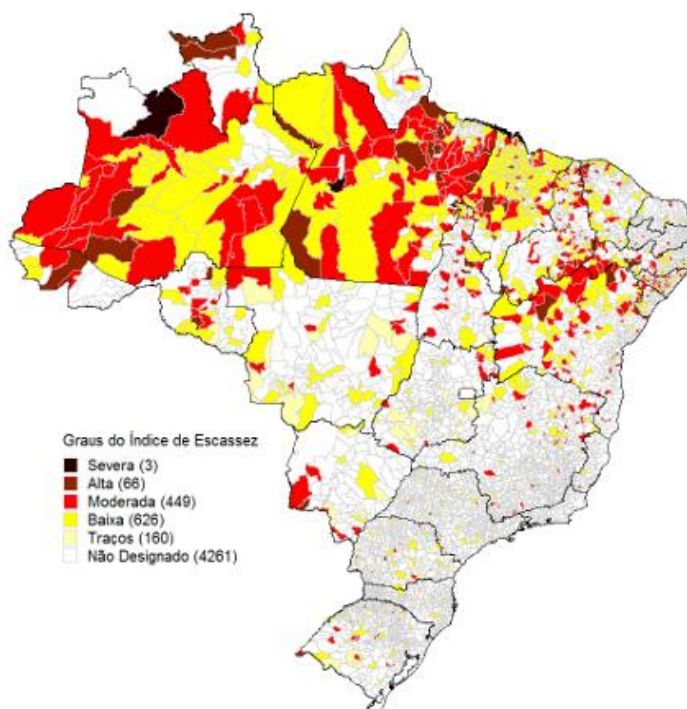 Graus do Índice de Escassez
Severa (3)
Alta (66)
Moderada (449)
Baixa (626)
Traços (160)
Não Designado (4261)